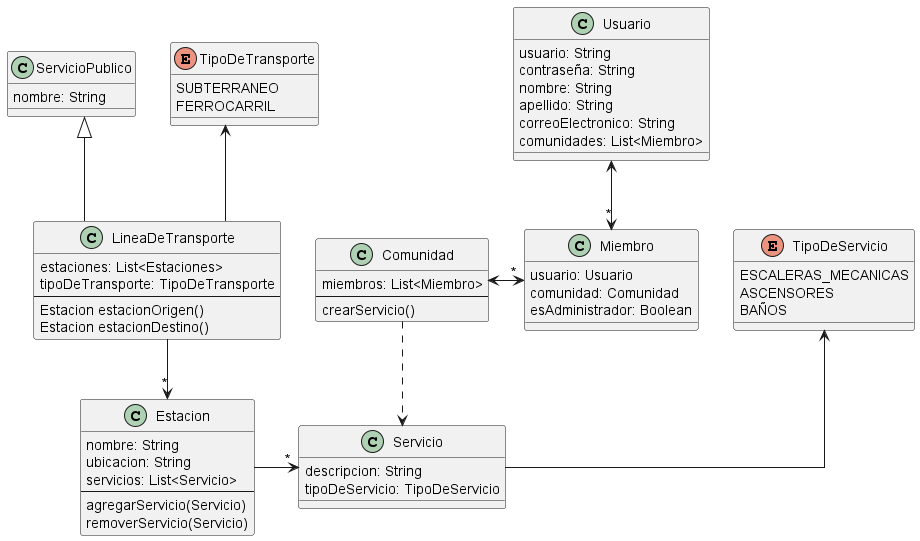 C ServicioPublico
nombre: String
E TipoDeTransporte
SUBTERRANEO
FERROCARRIL
C Usuario
usuario: String
contraseña: String
nombre: String
apellido: String
correoElectronico: String
comunidades: List<Miembro>
*
C LineaDeTransporte
estaciones: List<Estaciones>
tipoDeTransporte: TipoDeTransporte
Estacion estacionOrigen()
Estacion estacionDestino()
*
C Comunidad
miembros: List<Miembro>
crearServicio()
*
C Miembro
usuario: Usuario
comunidad: Comunidad
esAdministrador: Boolean
E TipoDeServicio
ESCALERAS_MECANICAS
ASCENSORES
BAÑOS
C Estacion
nombre: String
ubicacion: String
servicios: List<Servicio>
agregarServicio(Servicio)
removerServicio(Servicio)
*
C Servicio
descripcion: String
tipoDeServicio: TipoDeServicio